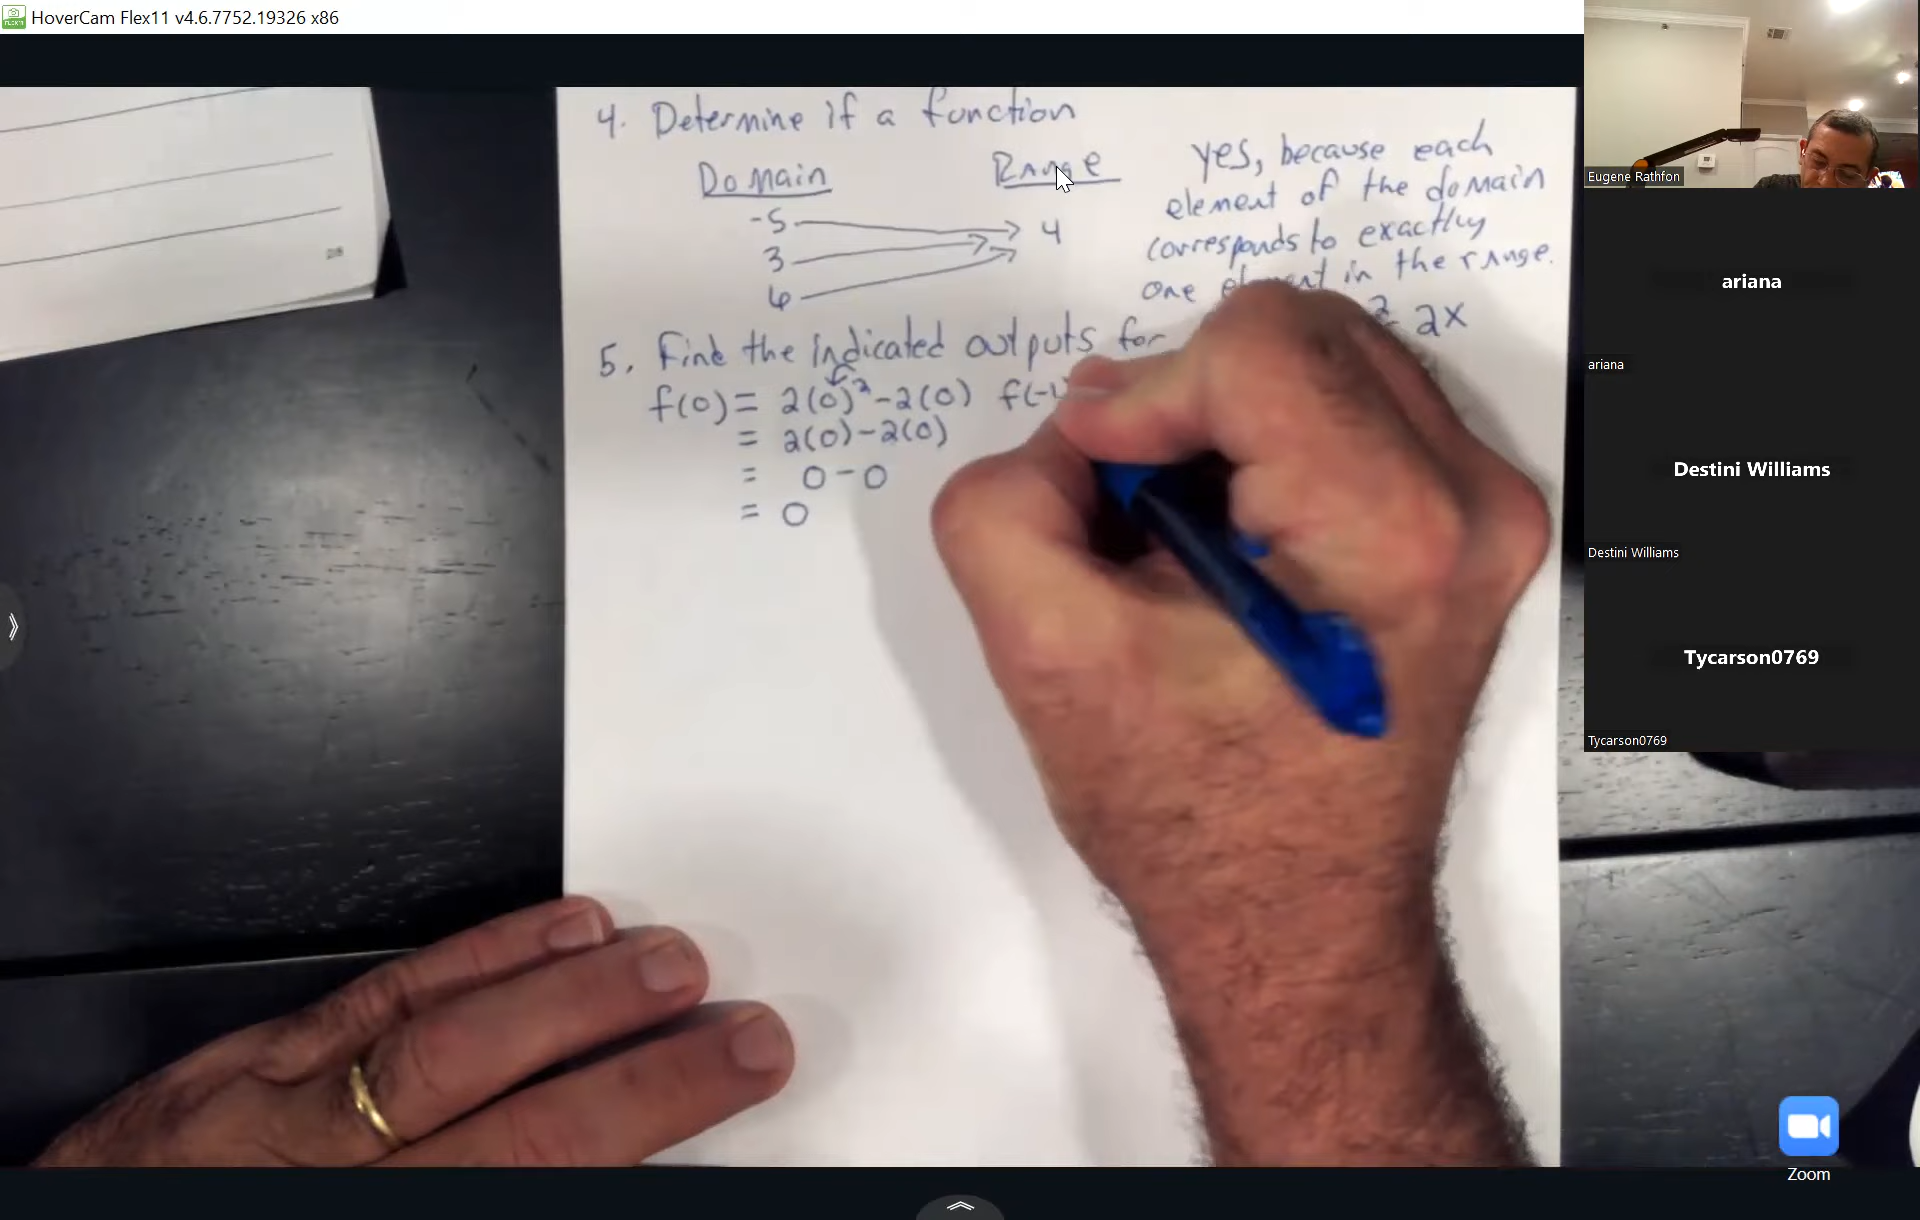 HoverCam Flex11 v4.6.7752.19326 x86
4. Determine if a function
Domain Range
-5
3
6
4
yes, because each
element of the domain
corresponds to exactly
one element in the range.
5. Find the indicated outputs for
2 - 2x
f(0) = 2(0)² - 2(0) f(-1)
= 2(0) - 2(0)
= 0 - 0
= 0
Eugene Rathfon
ariana
ariana
Destini Williams
Destini Williams
Tycarson0769
Tycarson0769
Zoom